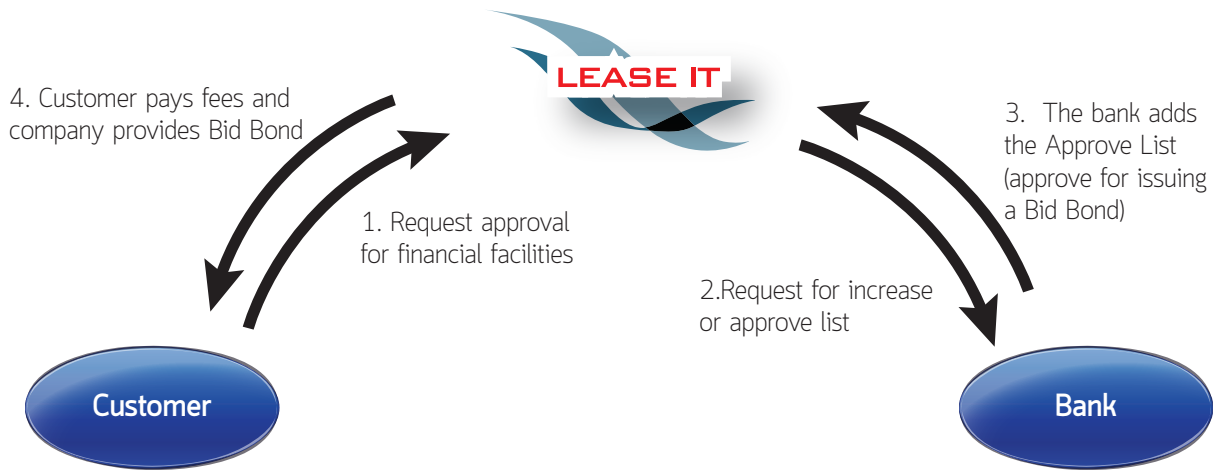 LEASE IT
4. Customer pays fees and
company provides Bid Bond
3. The bank adds
the Approve List
(approve for issuing
a Bid Bond)
1. Request approval
for financial facilities
2.Request for increase
or approve list
Customer
Bank